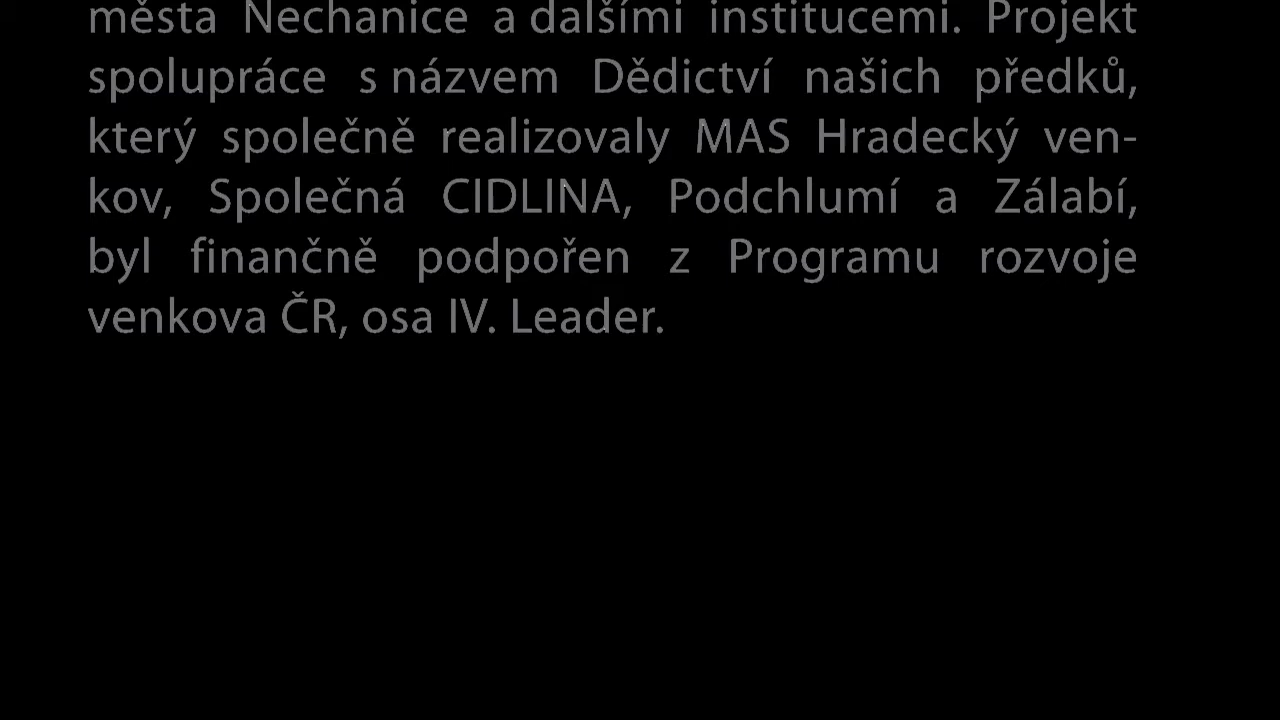 města Nechanice a dalšími institucemi. Projekt
spolupráce s názvem Dědictví našich předků,
který společně realizovaly MAS Hradecký ven-
kov, Společná CIDLINA, Podchlumí a Zálabí,
byl finančně podpořen z Programu rozvoje
venkova ČR, osa IV. Leader.